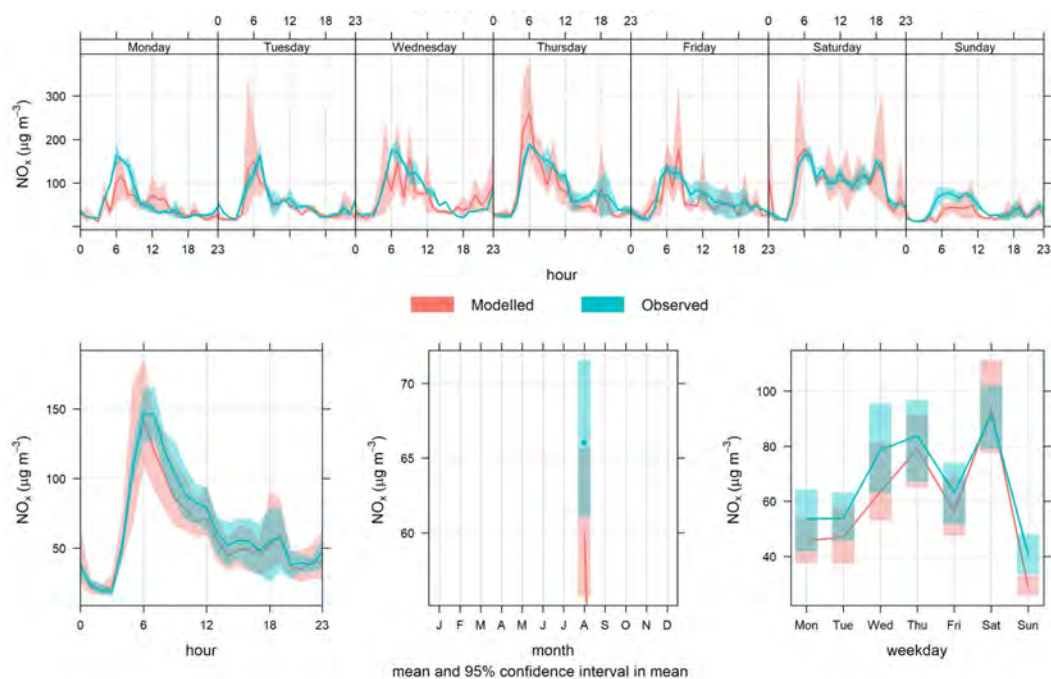 0 6 12 18 23 0 6 12 18 23 0 6 12 18 23
Monday Tuesday Wednesday Thursday Friday Saturday Sunday
300
200
100
0
NOx (µg m−3)
0 6 12 18 23 0 6 12 18 23 0 6 12 18 23 0 6 12 18 23
hour
Modelled Observed
150
100
50
NOx (µg m−3)
0 6 12 18 23
hour
70
65
60
NOx (µg m−3)
J F M A M J J A S O N D
month
mean and 95% confidence interval in mean
100
80
60
40
NOx (µg m−3)
Mon Tue Wed Thu Fri Sat Sun
weekday